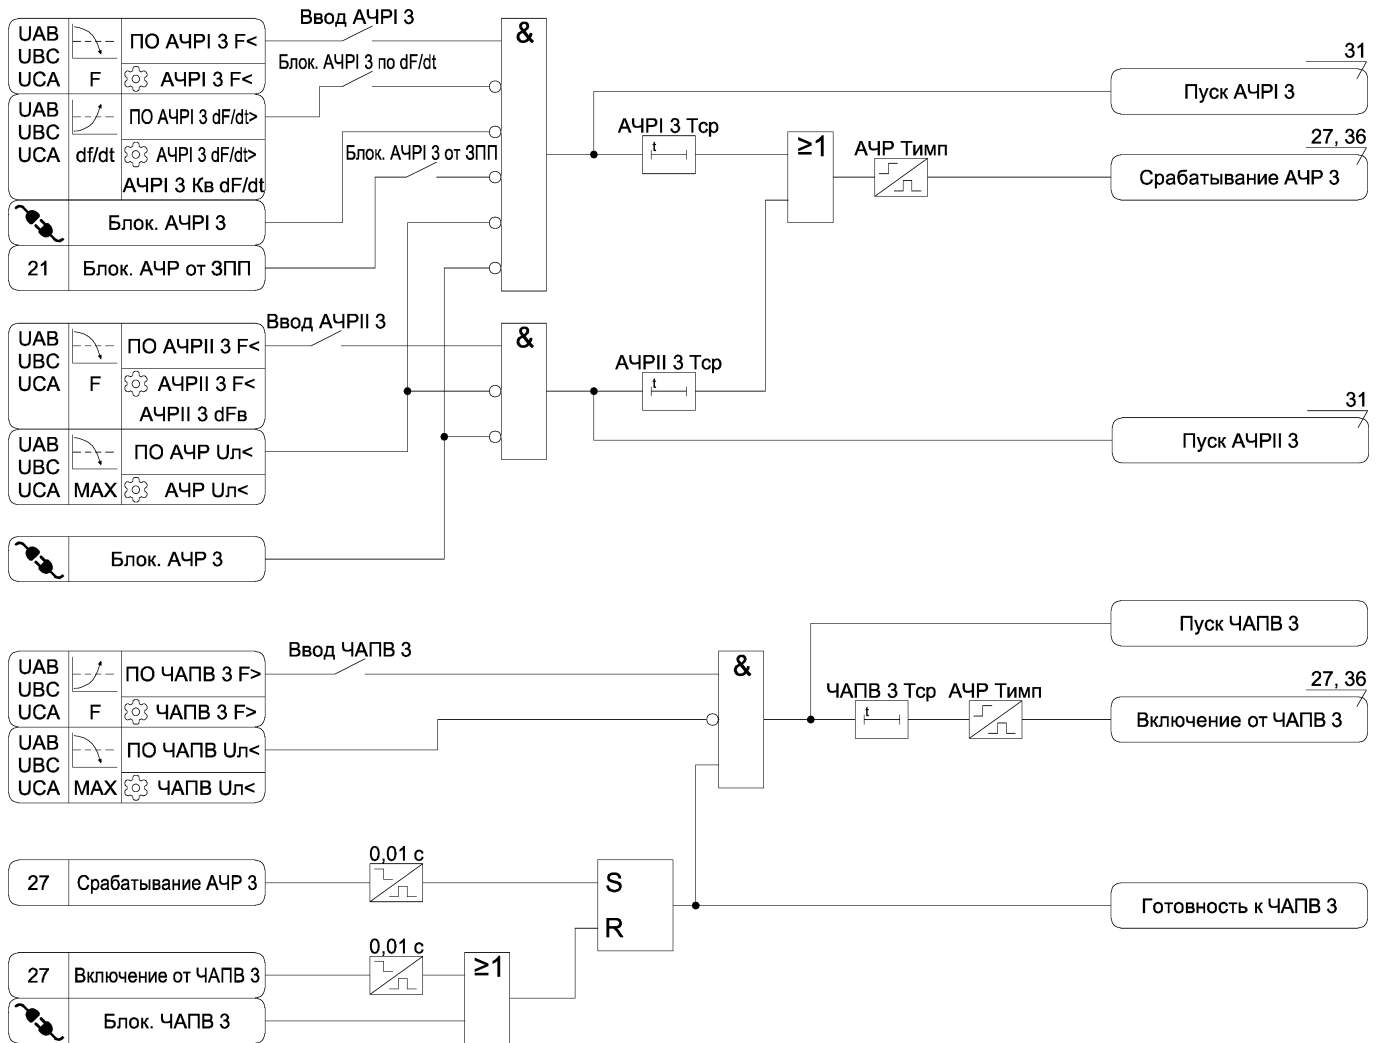 UAB
UBC
UCA
F
ПО АЧРI 3 F<
АЧРI 3 F<
Ввод АЧРI 3
&
UAB
UBC
UCA
df/dt
ПО АЧРI 3 dF/dt>
АЧРI 3 dF/dt>
АЧРI 3 Кв dF/dt
Блок. АЧРI 3 по dF/dt
Блок. АЧРI 3
Блок. АЧРI 3 от ЗПП
21
Блок. АЧР от ЗПП
АЧРI 3 Тср
t
≥1
АЧР Тимп
31
Пуск АЧРI 3
27, 36
Срабатывание АЧР 3
UAB
UBC
UCA
F
ПО АЧРII 3 F<
АЧРII 3 F<
АЧРII 3 dFв
Ввод АЧРII 3
&
АЧРII 3 Тср
t
31
Пуск АЧРII 3
UAB
UBC
UCA
MAX
ПО АЧР Uл<
АЧР Uл<
Блок. АЧР 3
Пуск ЧАПВ 3
UAB
UBC
UCA
F
ПО ЧАПВ 3 F>
ЧАПВ 3 F>
Ввод ЧАПВ 3
&
ЧАПВ 3 Тср
t
АЧР Тимп
27, 36
Включение от ЧАПВ 3
UAB
UBC
UCA
MAX
ПО ЧАПВ Uл<
ЧАПВ Uл<
27
Срабатывание АЧР 3
0,01 с
S
R
Готовность к ЧАПВ 3
27
Включение от ЧАПВ 3
0,01 с
≥1
Блок. ЧАПВ 3